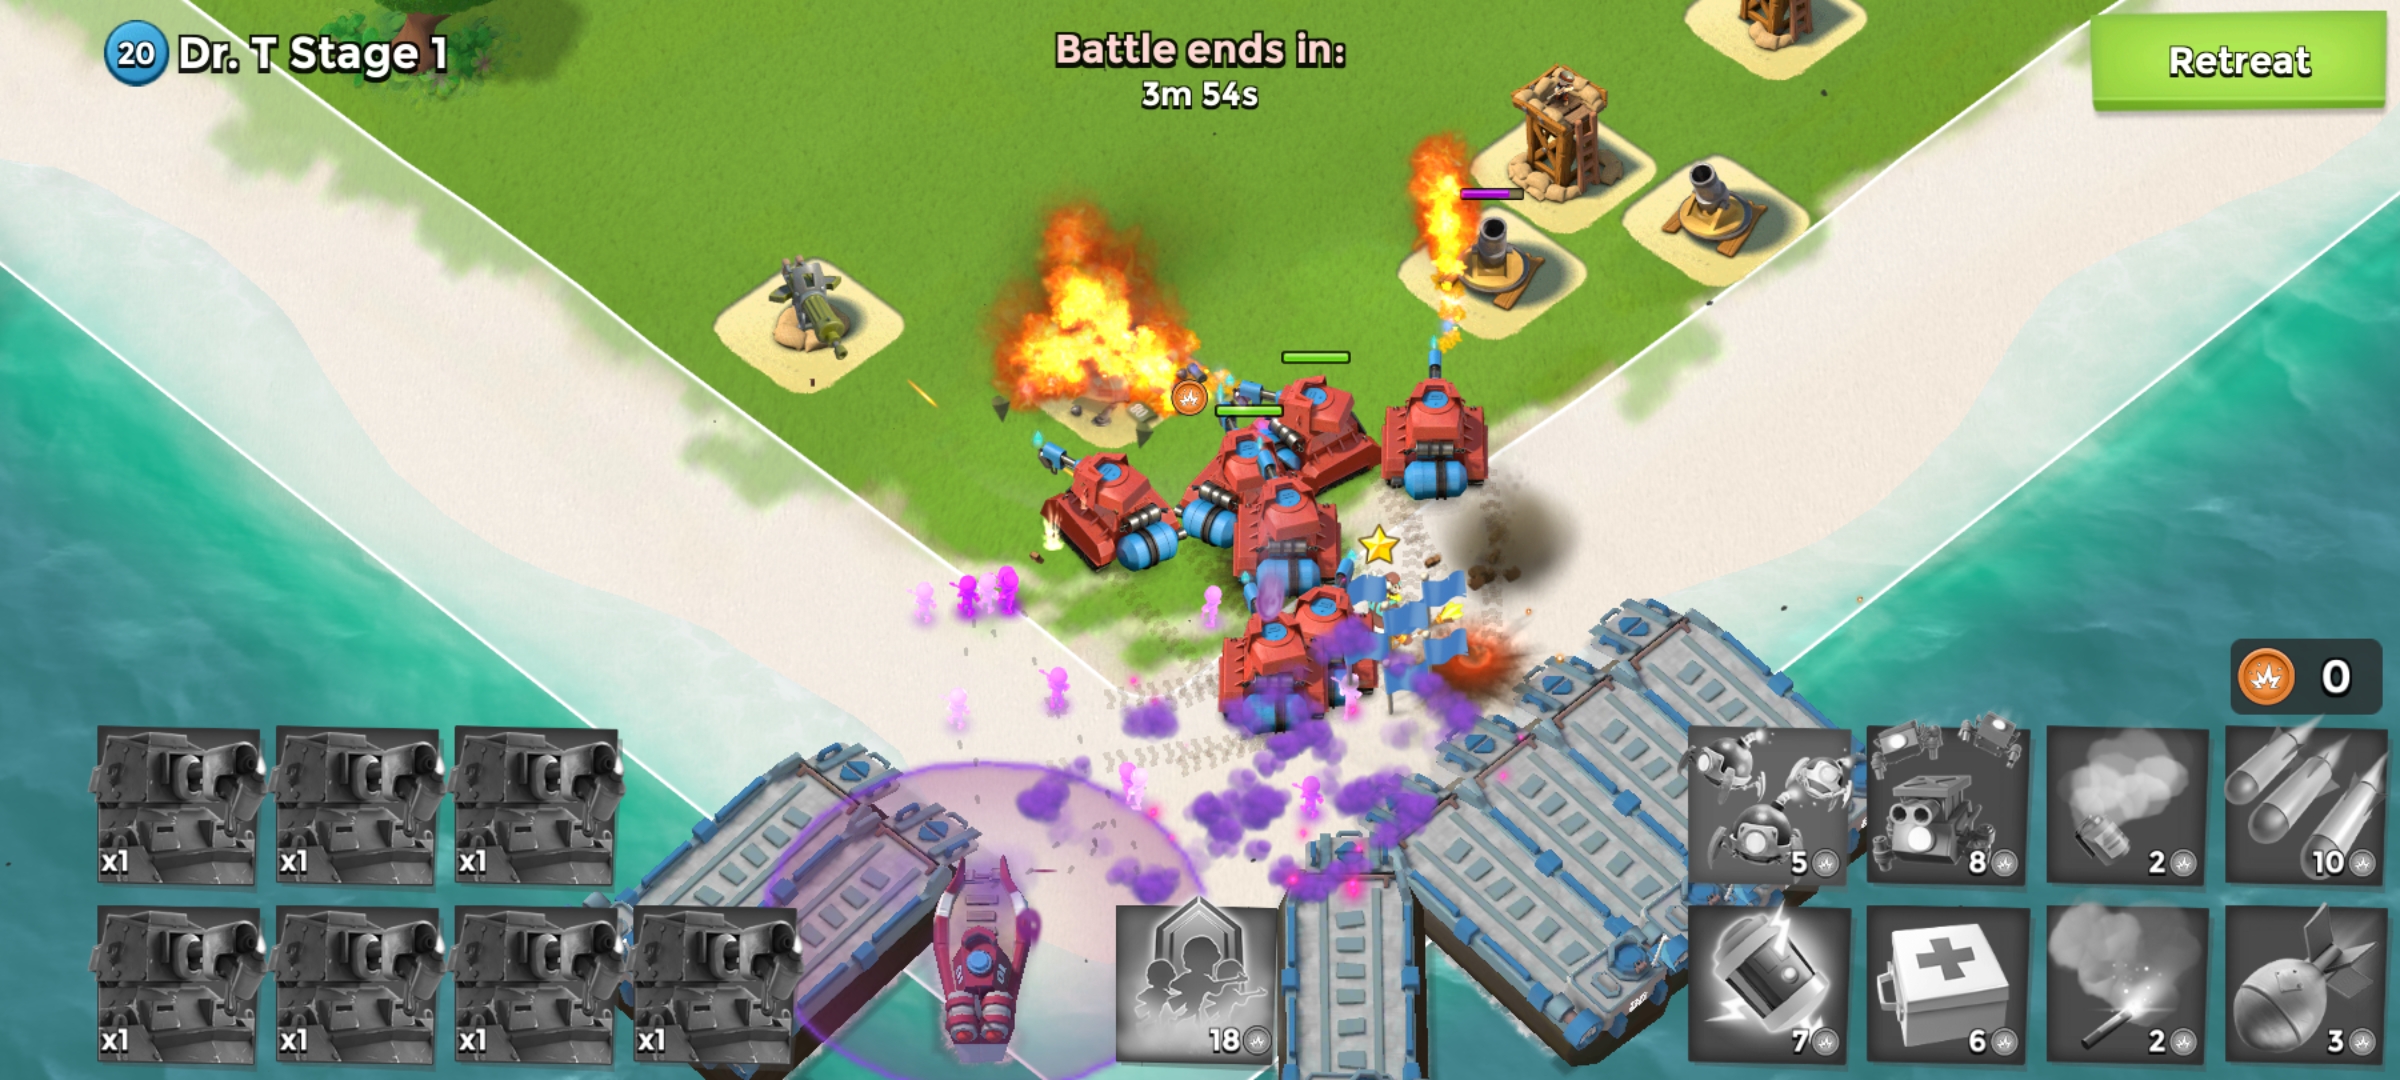 20 Dr. T Stage 1
Battle ends in:
3m 54s
Retreat
0
x1 x1 x1
5 8 2 10
x1 x1 x1 x1
18
7 6 2 3